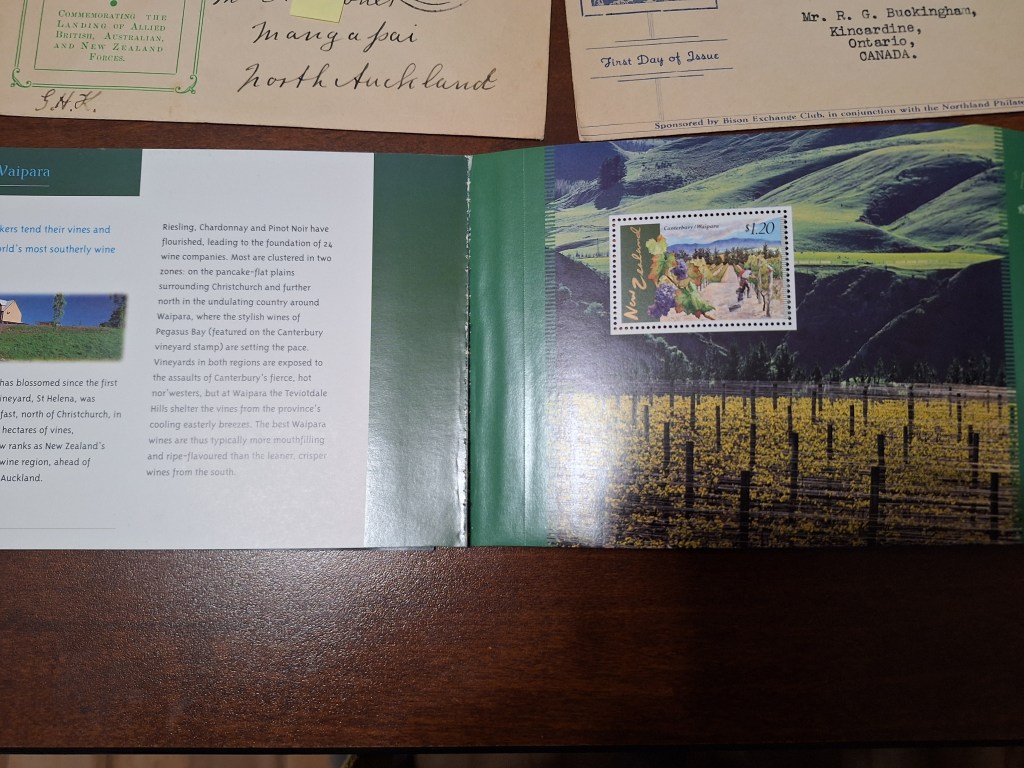 COMMEMORATING THE
LANDING OF ALLIED
BRITISH, AUSTRALIAN,
AND NEW ZEALAND
FORCES.
G.H.K.
Mangapai
North Auckland
First Day of Issue
Mr. R. G. Buckingham,
Kincardine,
Ontario,
CANADA.
Sponsored by Bison Exchange Club, in conjunction with the Northland
Waipara
tend their vines and
most southerly wine
has blossomed since the first
St Helena, was
fast, north of Christchurch, in
hectares of vines,
ranks as New Zealand's
wine region, ahead of
Auckland.
Riesling, Chardonnay and Pinot Noir have
flourished, leading to the foundation of 24
wine companies. Most are clustered in two
zones: on the pancake-flat plains
surrounding Christchurch and further
north in the undulating country around
Waipara, where the stylish wines of
Pegasus Bay (featured on the Canterbury
vineyard stamp) are setting the pace.
Vineyards in both regions are exposed to
the assaults of Canterbury's fierce, hot
nor'westers, but at Waipara the Teviotdale
Hills shelter the vines from the province's
cooling easterly breezes. The best Waipara
wines are thus typically more mouthfilling
and ripe-flavoured than the leaner, crisper
wines from the south.
Canterbury/Waipara
$1.20
New Zealand